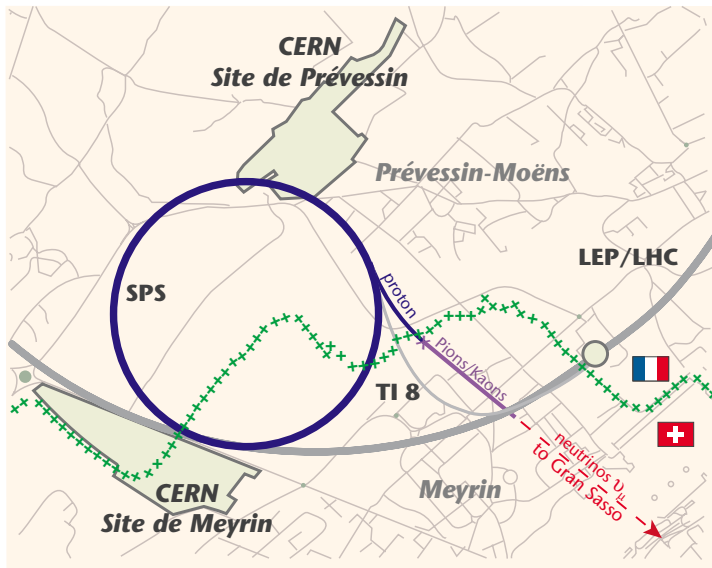 CERN
Site de Prévessin
Prévessin-Moëns
LEP/LHC
SPS
proton
Pions/Kaons
TI 8
neutrinos υμ
to Gran Sasso
Meyrin
CERN
Site de Meyrin